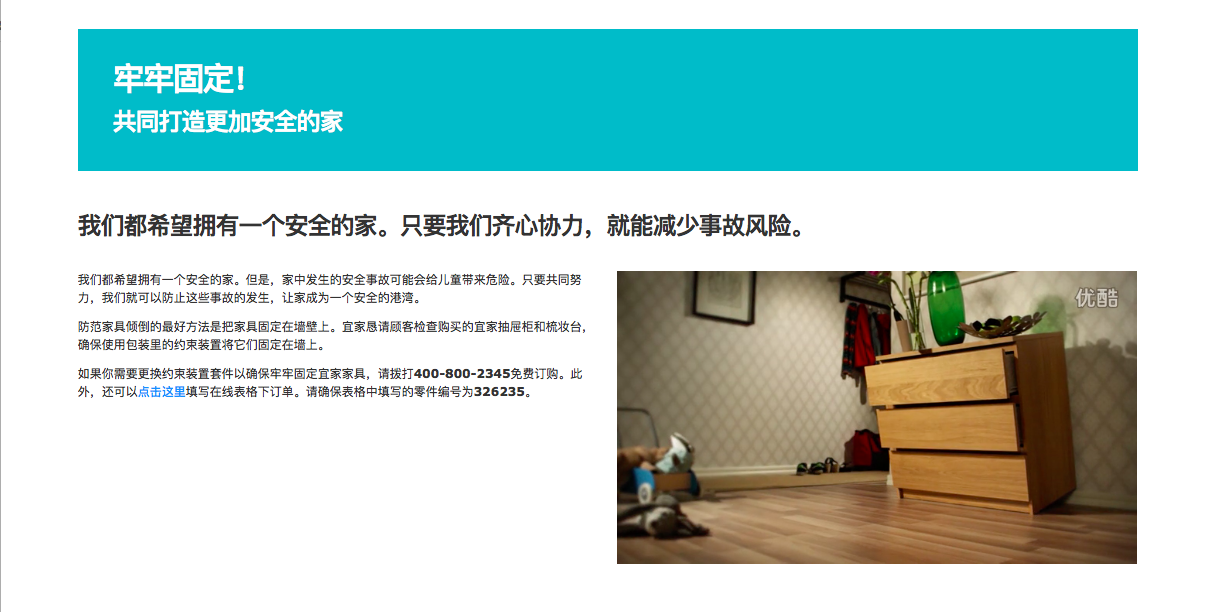 牢牢固定！
共同打造更加安全的家
我们都希望拥有一个安全的家。只要我们齐心协力，就能减少事故风险。
我们都希望拥有一个安全的家。但是，家中发生的安全事故可能会给儿童带来危险。只要共同努
力，我们就可以防止这些事故的发生，让家成为一个安全的港湾。
防范家具倾倒的最好方法是把家具固定在墙壁上。宜家恳请顾客检查购买的宜家抽屉柜和梳妆台，
确保使用包装里的约束装置将它们固定在墙上。
如果你需要更换约束装置套件以确保牢牢固定宜家家具，请拨打400-800-2345免费订购。此
外，还可以点击这里填写在线表格下订单。请确保表格中填写的零件编号为326235。
优酷